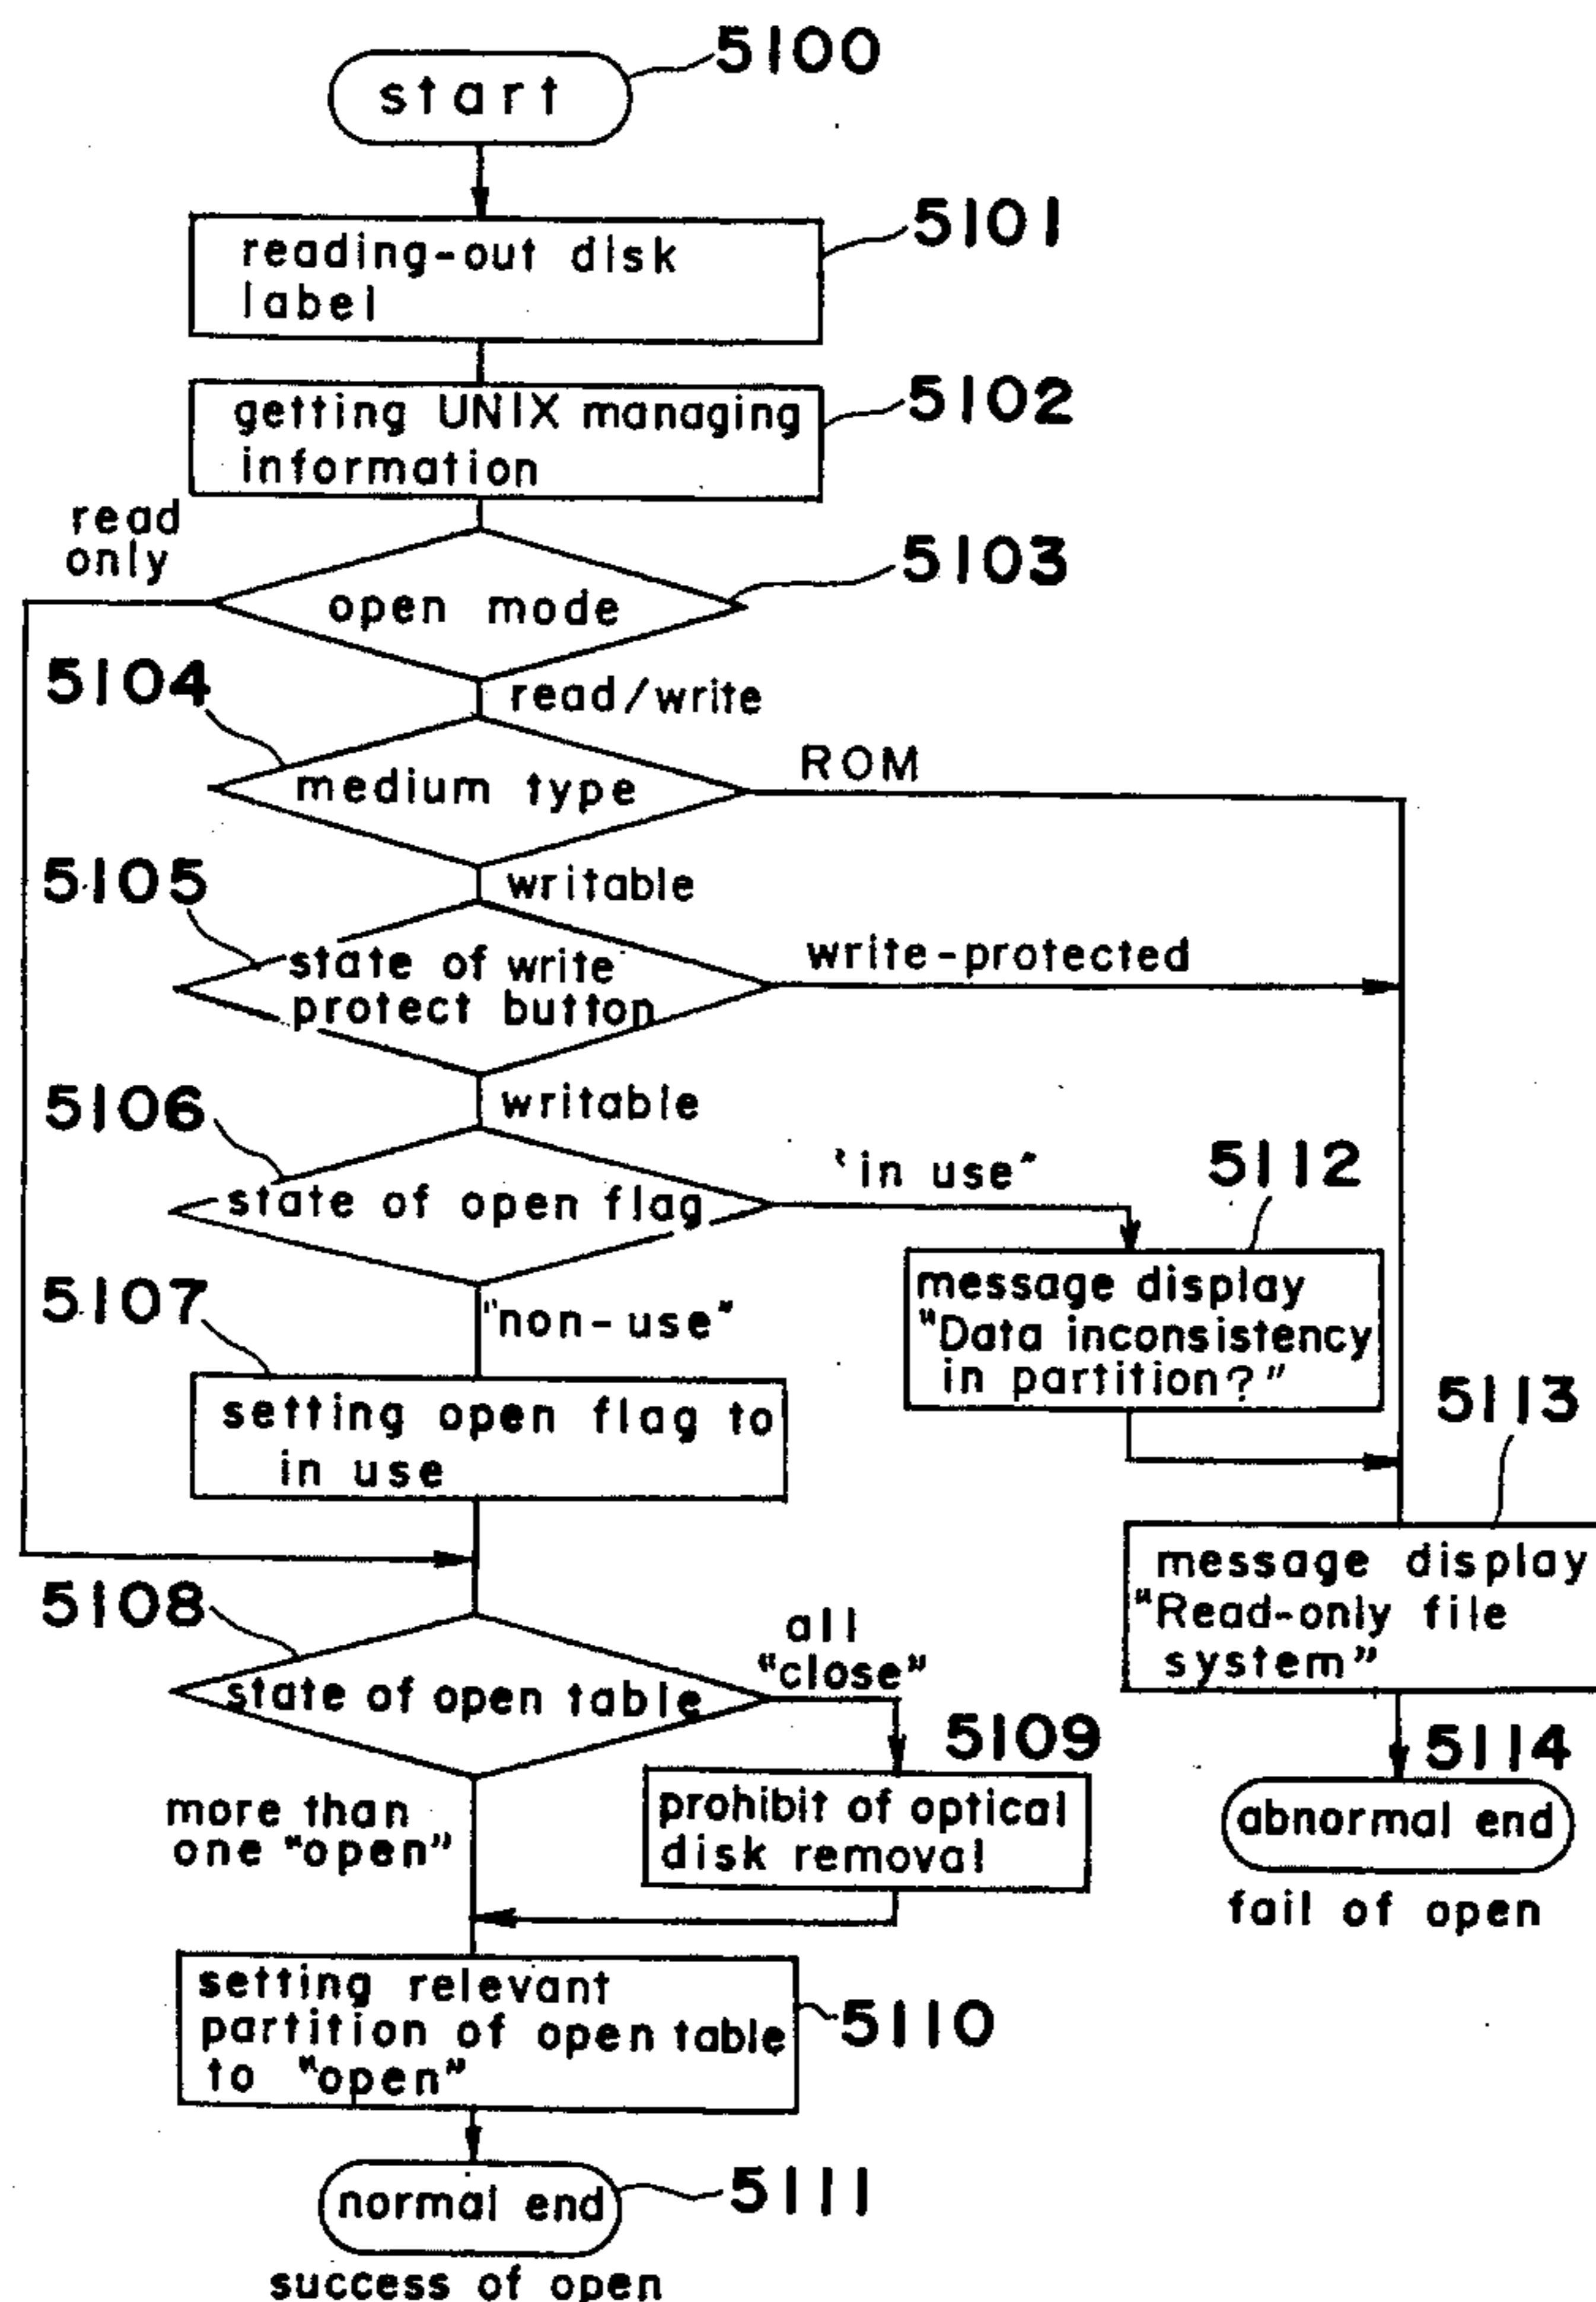 5100
start
5101
reading-out disk
label
5102
getting UNIX managing
information
read
only
5103
open mode
5104
read/write
medium type
ROM
5105
writable
state of write
protect button
write-protected
5106
writable
state of open flag
"in use"
5112
message display
"Data inconsistency
in partition?"
5107
"non-use"
setting open flag to
in use
5113
message display
"Read-only file
system"
5108
state of open table
all
"close"
5109
prohibit of optical
disk removal
5114
abnormal end
fail of open
more than
one "open"
setting relevant
partition of open table
to "open"
5110
normal end
5111
success of open